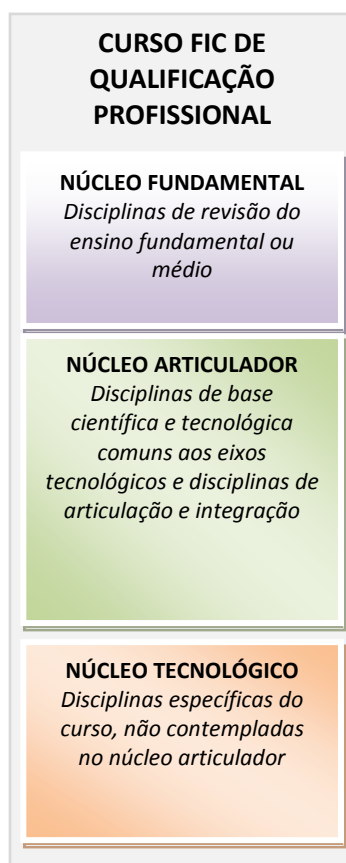 CURSO FIC DE
QUALIFICAÇÃO
PROFISSIONAL
NÚCLEO FUNDAMENTAL
Disciplinas de revisão do
ensino fundamental ou
médio
NÚCLEO ARTICULADOR
Disciplinas de base
científica e tecnológica
comuns aos eixos
tecnológicos e disciplinas de
articulação e integração
NÚCLEO TECNOLÓGICO
Disciplinas específicas do
curso, não contempladas
no núcleo articulador